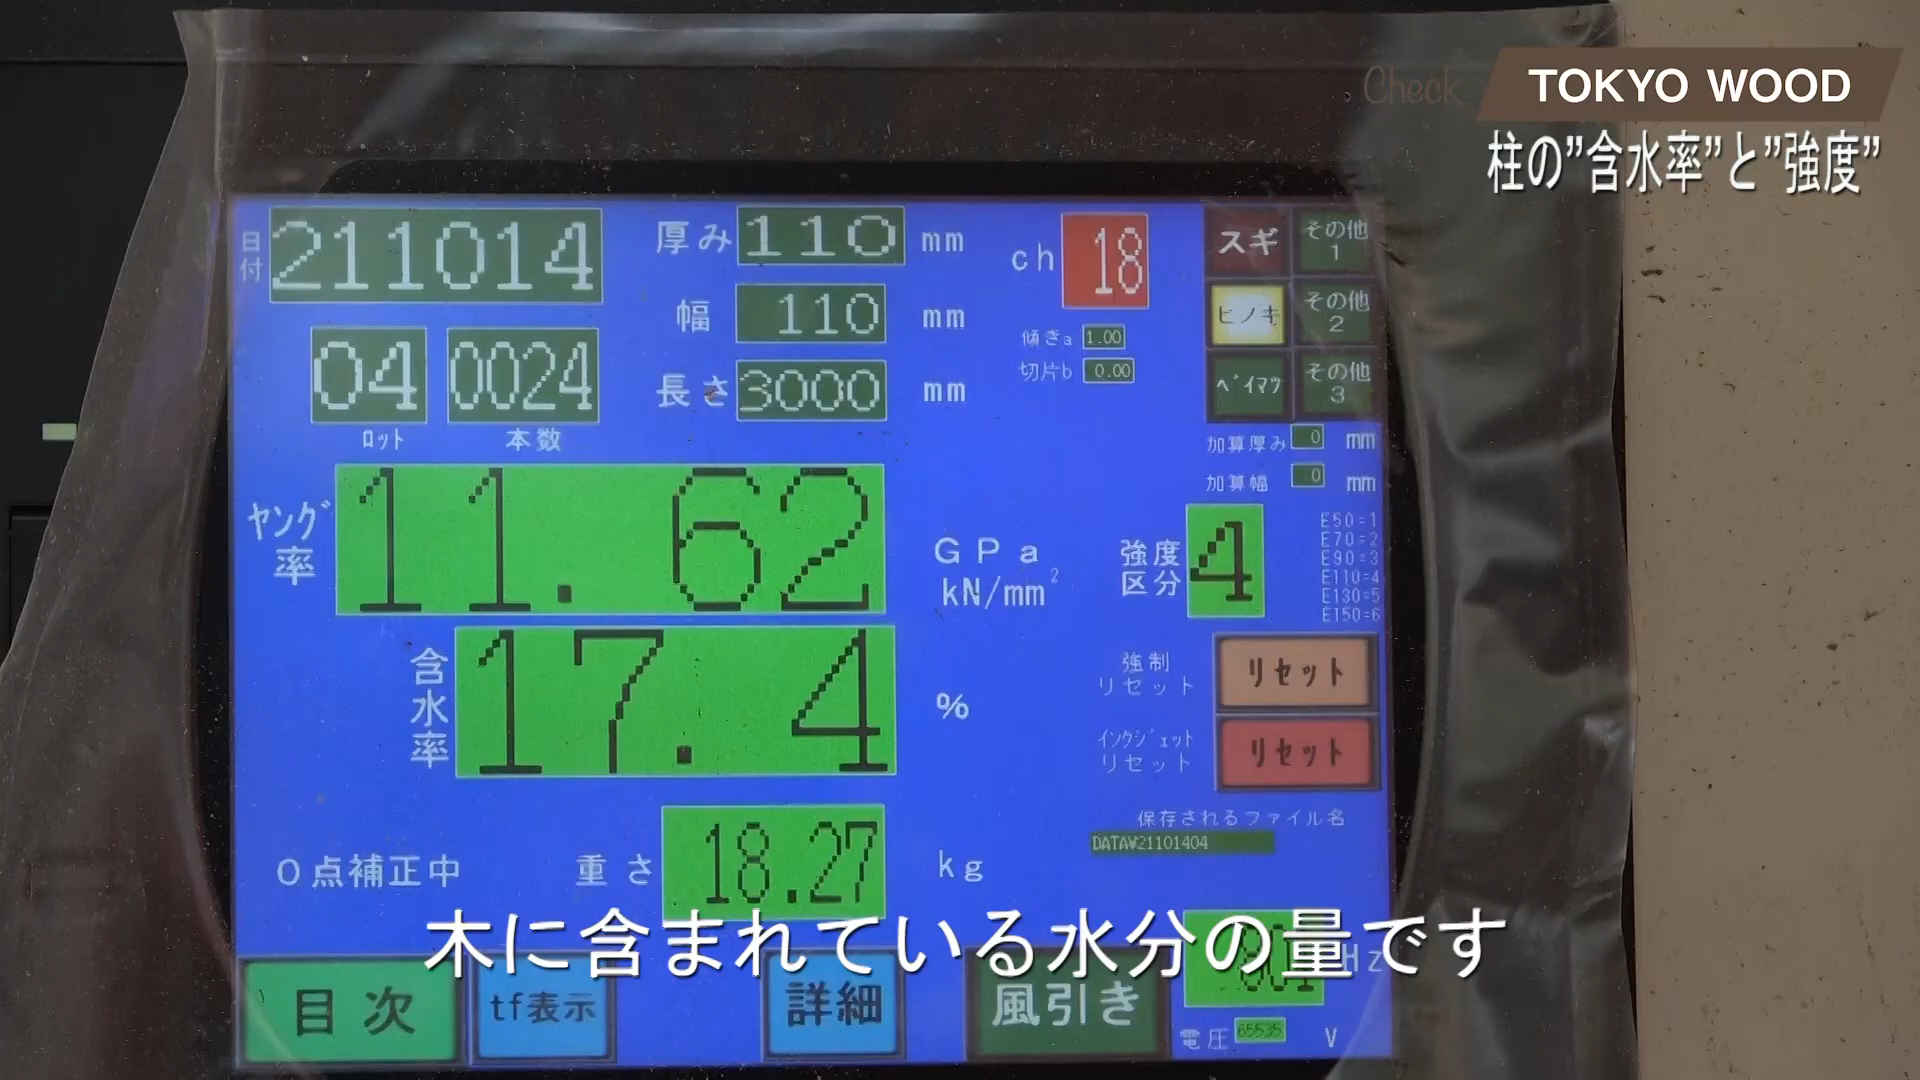 Check
TOKYO WOOD
柱の”含水率”と”強度”
日付 211014
厚み 110 mm
ch 18
スギ その他1
幅 110 mm
傾きa 1.00
ヒノキ その他2
04 0024
ロット 本数
長さ 3000 mm
切片b 0.00
ベイマツ その他3
加算厚み 0 mm
加算幅 0 mm
ヤング率 11.62 GPa kN/mm²
強度区分 4
E50=1
E70=2
E90=3
E110=4
E130=5
E150=6
含水率 17.4 %
強制リセット リセット
インクジェットリセット リセット
保存されるファイル名
DATA¥21101404
0点補正中
重さ 18.27 kg
木に含まれている水分の量です
Hz
目次 tf表示 詳細 風引き
電圧 65535 V